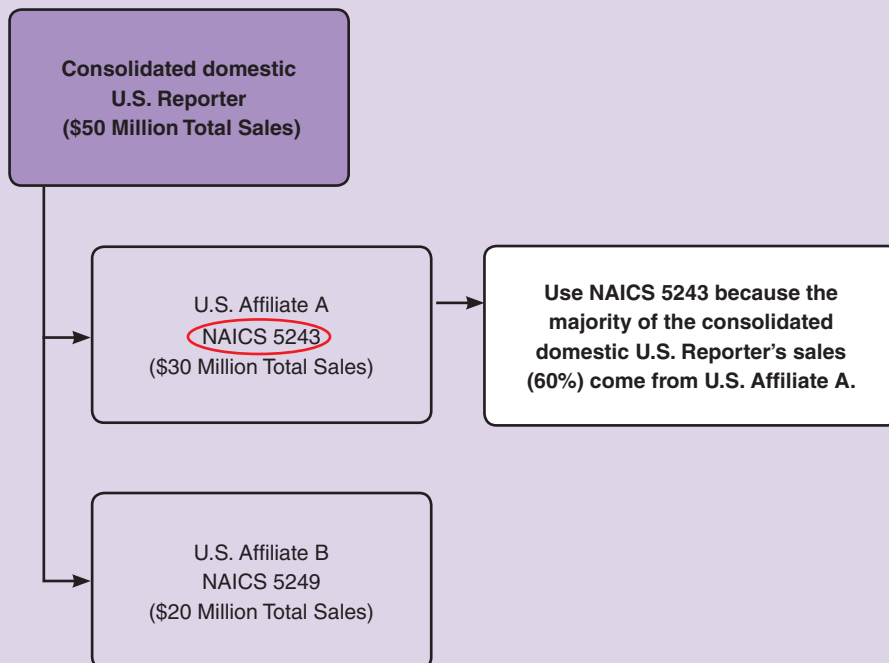 Consolidated domestic
U.S. Reporter
($50 Million Total Sales)
U.S. Affiliate A
NAICS 5243
($30 Million Total Sales)
Use NAICS 5243 because the
majority of the consolidated
domestic U.S. Reporter’s sales
(60%) come from U.S. Affiliate A.
U.S. Affiliate B
NAICS 5249
($20 Million Total Sales)